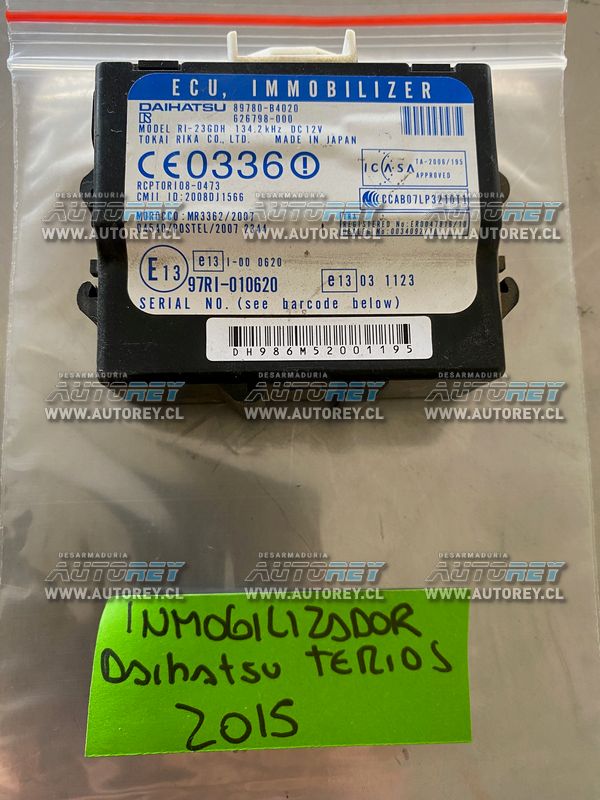 ECU, IMMOBILIZER
DAIHATSU 89780-B4020
626798-000
MODEL RI-23GDH 134.2kHz DC12V
TOKAI RIKA CO., LTD. MADE IN JAPAN
CE0336
ICASA
TA-2006/195
APPROVED
RCPTORI08-0473
CMII ID:2008DJ1566
CCAB07LP3210T1
MOROCCO: MR3362/2007
E13
e13 1-00 0620
97RI-010620
e13 03 1123
SERIAL NO. (see barcode below)
DH986M52001195
DESARMADURIA
AUTOREY
WWW.AUTOREY.CL
INMOBILIZADOR
Daihatsu TERIOS
2015